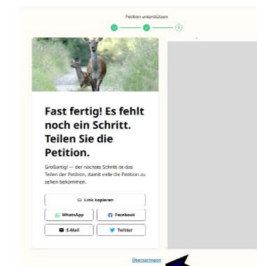 Petition unterstützen
Fast fertig! Es fehlt
noch ein Schritt.
Teilen Sie die
Petition.
Großartig! — der nächste Schritt ist das
Teilen der Petition, damit viele die Petition zu
sehen bekommen.
Link kopieren
WhatsApp
Facebook
E-Mail
Twitter
Überspringen